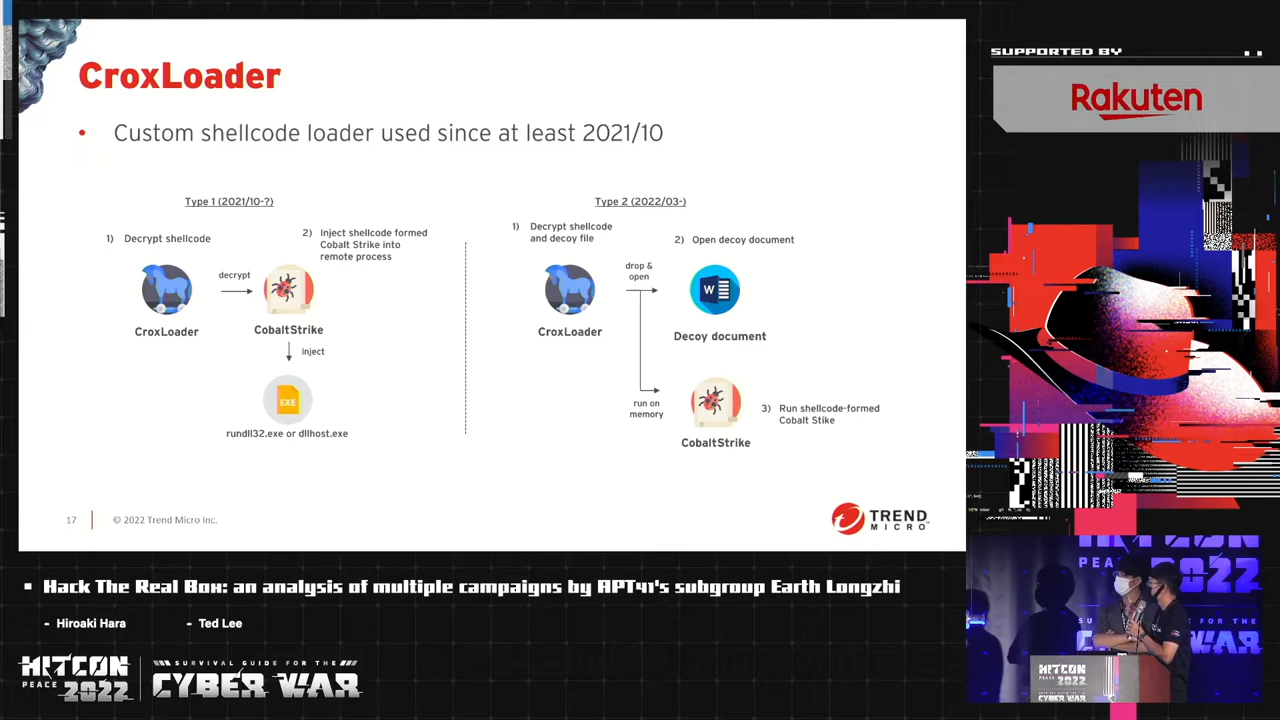 CroxLoader
• Custom shellcode loader used since at least 2021/10
Type 1 (2021/10-?)
1) Decrypt shellcode
2) Inject shellcode formed
Cobalt Strike into
remote process
decrypt
CroxLoader
CobaltStrike
inject
EXE
rundll32.exe or dllhost.exe
Type 2 (2022/03-)
1) Decrypt shellcode
and decoy file
2) Open decoy document
drop &
open
W
CroxLoader
Decoy document
run on
memory
3) Run shellcode-formed
Cobalt Stike
CobaltStrike
17
© 2022 Trend Micro Inc.
TREND
MICRO
SUPPORTED BY
Rakuten
Hack The Real Box: an analysis of multiple campaigns by APT41's subgroup Earth Longzhi
- Hiroaki Hara
- Ted Lee
HITCON
PEACE 2022
SURVIVAL GUIDE FOR THE
CYBER WAR
2022
HITCON
PEACE 2022